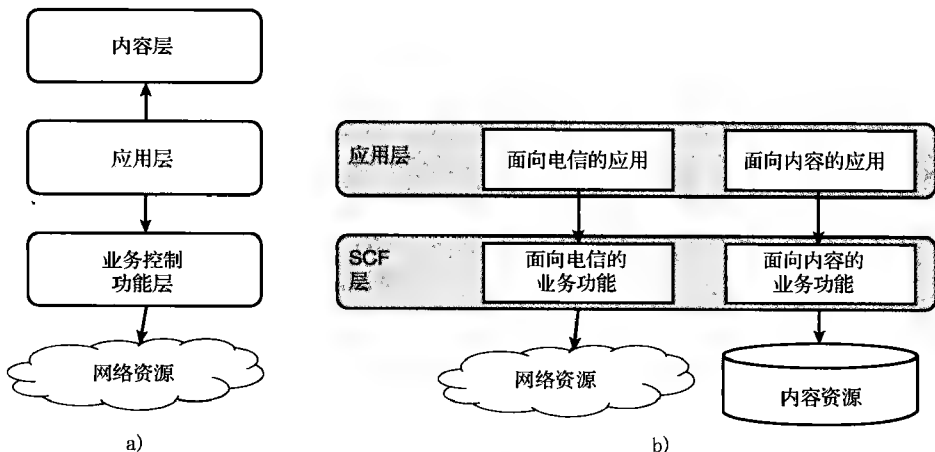 内容层
应用层
业务控制
功能层
网络资源
a)
应用层
面向电信的应用
面向内容的应用
SCF
层
面向电信的
业务功能
面向内容的
业务功能
网络资源
内容资源
b)